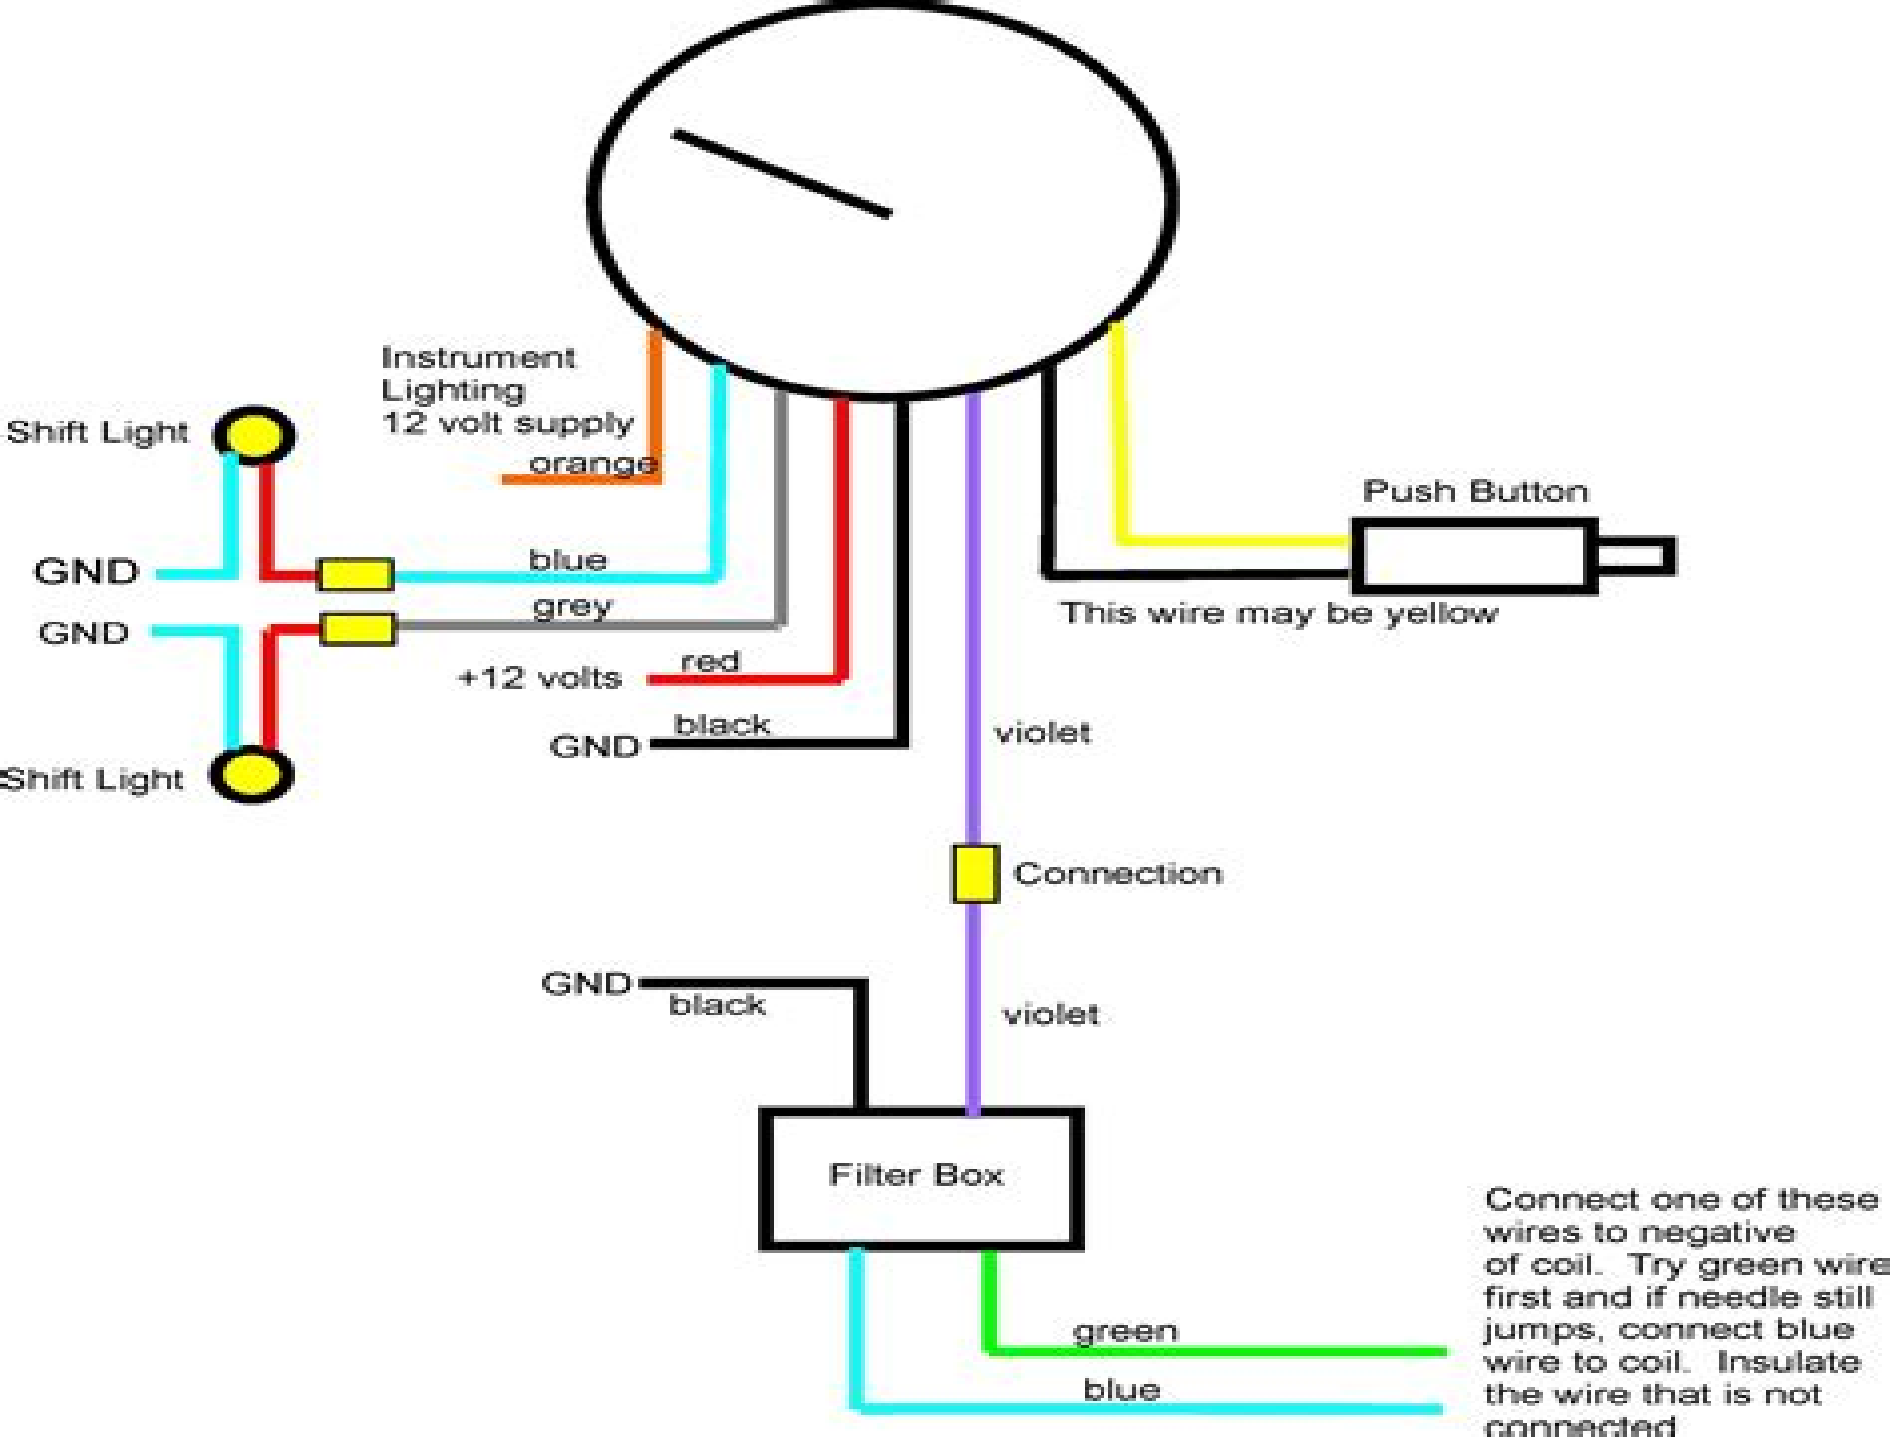 Instrument
Lighting
12 volt supply
orange
Shift Light
Push Button
blue
GND
grey
This wire may be yellow
GND
red
+12 volts
black
GND
violet
Shift Light
Connection
GND
black
violet
Filter Box
Connect one of these
wires to negative
of coil. Try green wire
first and if needle still
jumps, connect blue
wire to coil. Insulate
the wire that is not
connected
green
blue